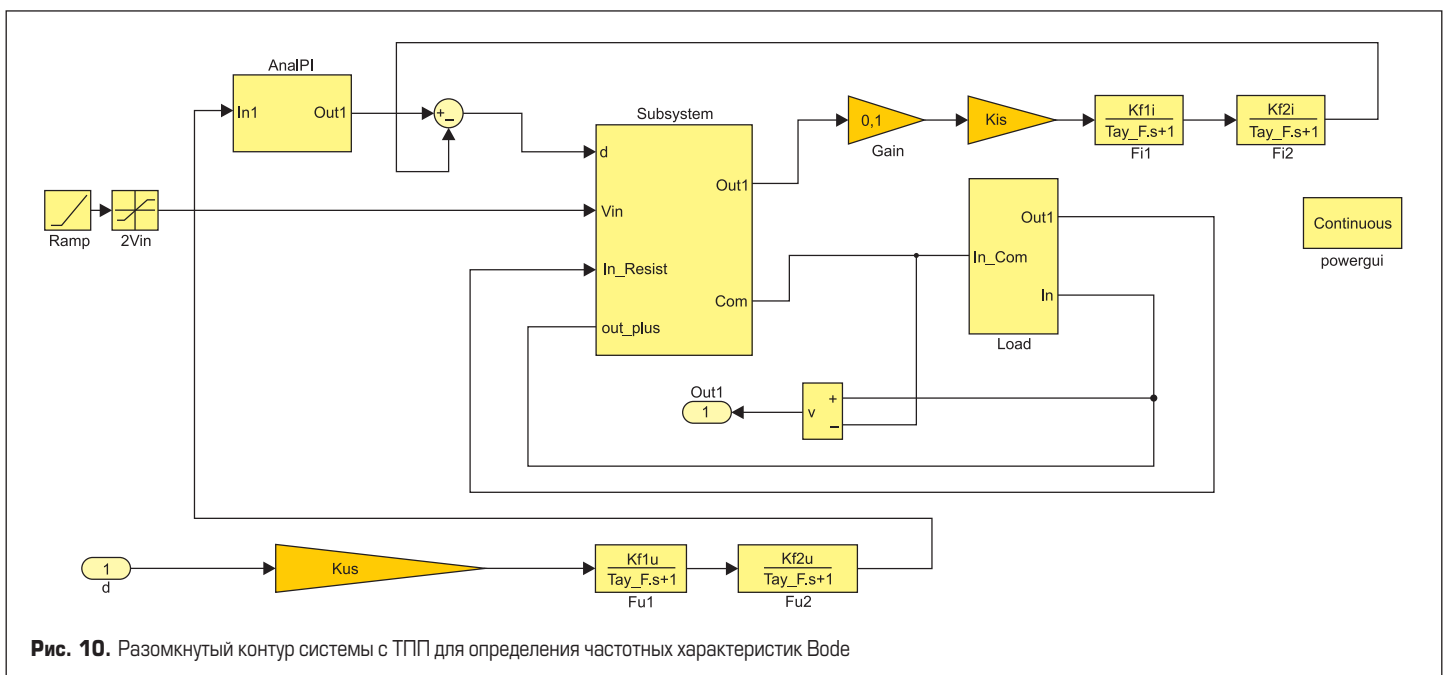 AnalPI
In1
Out1
+
−
Subsystem
d
Vin
In_Resist
out_plus
Out1
Com
0,1
Gain
Kis
Kf1i
Tay_F.s+1
Fi1
Kf2i
Tay_F.s+1
Fi2
Ramp
2Vin
Out1
In_Com
In
Load
Continuous
powergui
Out1
1
v
+
−
1
d
Kus
Kf1u
Tay_F.s+1
Fu1
Kf2u
Tay_F.s+1
Fu2
Рис. 10. Разомкнутый контур системы с ТПП для определения частотных характеристик Bode